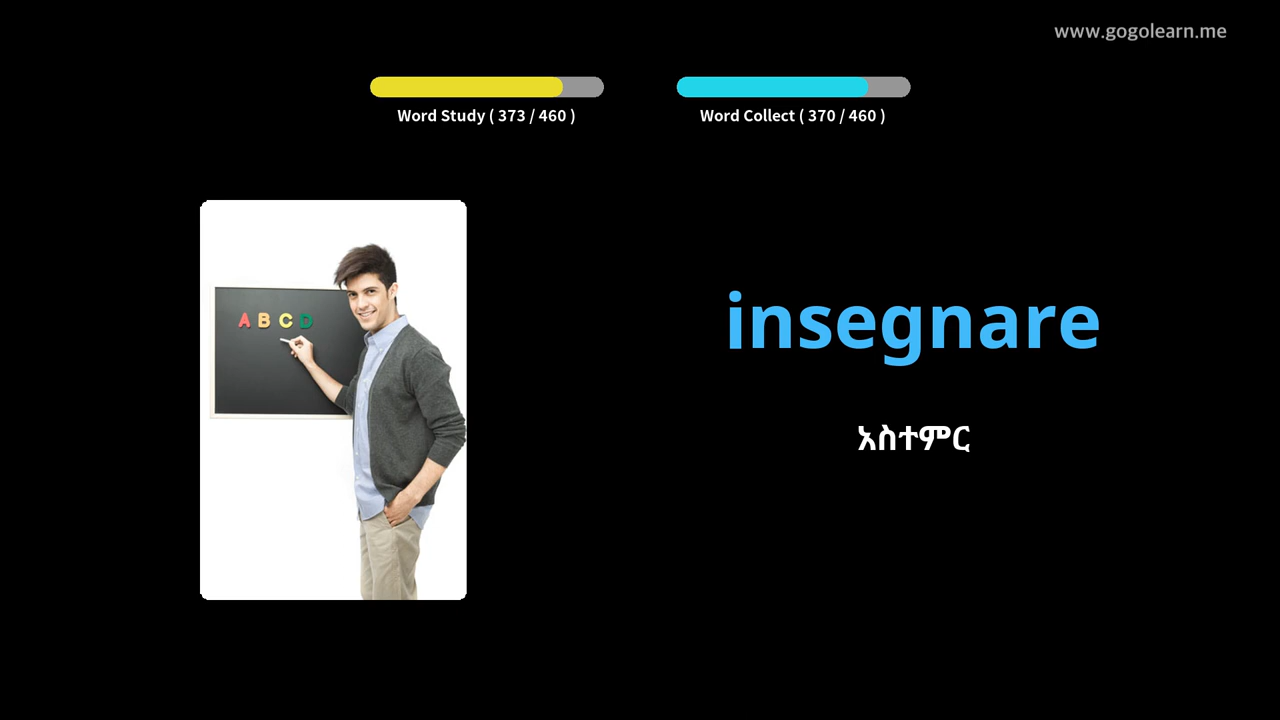 www.gogolearn.me
Word Study ( 373 / 460 )
Word Collect ( 370 / 460 )
A B C D
insegnare
አስተምር